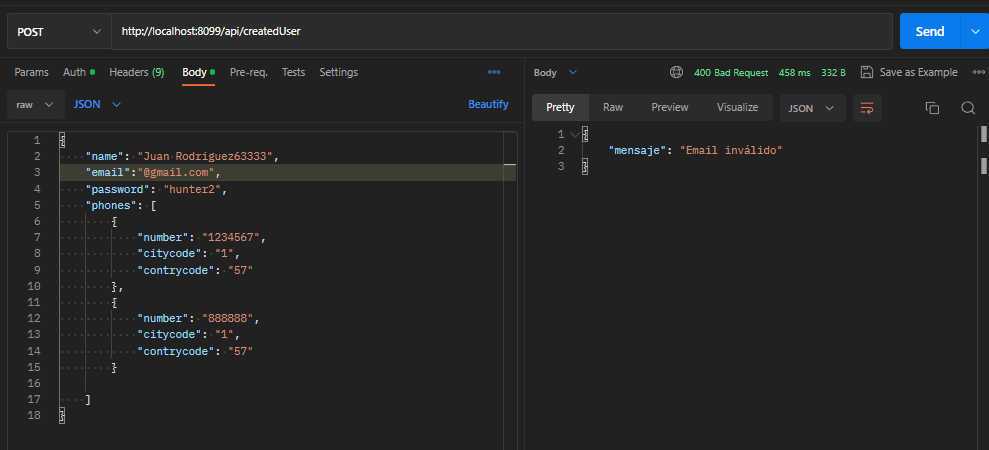 POST http://localhost:8099/api/createdUser Send
Params Auth Headers (9) Body Pre-req. Tests Settings
raw JSON Beautify
1 {
2 "name": "Juan Rodriguez63333",
3 "email":"@gmail.com",
4 "password": "hunter2",
5 "phones": [
6 {
7 "number": "1234567",
8 "citycode": "1",
9 "contrycode": "57"
10 },
11 {
12 "number": "888888",
13 "citycode": "1",
14 "contrycode": "57"
15 }
16
17 ]
18 }
Body 400 Bad Request 458 ms 332 B Save as Example
Pretty Raw Preview Visualize JSON
1 {
2 "mensaje": "Email inválido"
3 }